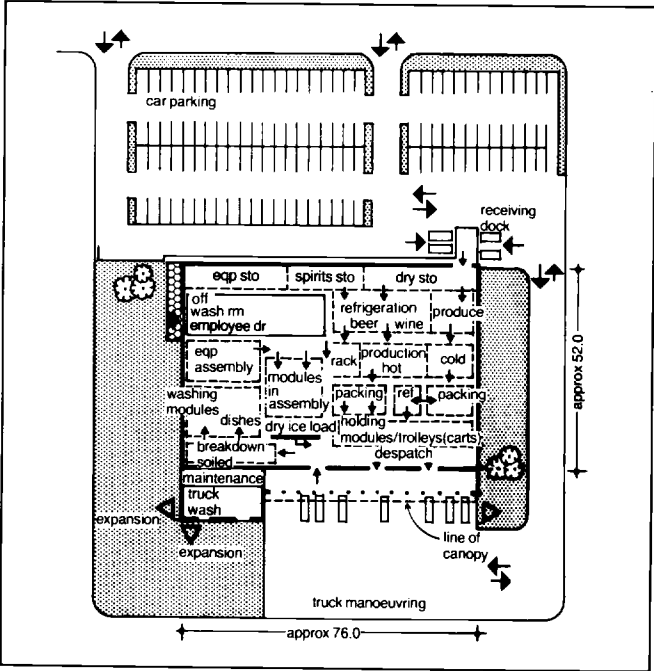 car parking
receiving
dock
eqp sto
spirits sto
dry sto
off
wash rm
employee dr
refrigeration
beer wine
produce
eqp
assembly
rack
production
hot
cold
modules
in
assembly
packing
ref
packing
washing
modules
dishes
dry ice load
holding
modules/trolleys(carts)
despatch
breakdown
soiled
maintenance
truck
wash
expansion
expansion
line of
canopy
truck manoeuvring
approx 76.0
approx 52.0